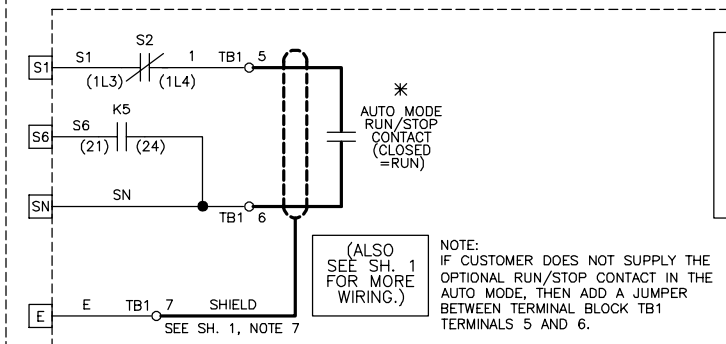 S2
S1 S1 1 TB1 5
(1L3) (1L4)
K5
S6 S6
(21) (24)
*
AUTO MODE
RUN/STOP
CONTACT
(CLOSED
=RUN)
SN SN
TB1 6
(ALSO
SEE SH. 1
FOR MORE
WIRING.)
NOTE:
IF CUSTOMER DOES NOT SUPPLY THE
OPTIONAL RUN/STOP CONTACT IN THE
AUTO MODE, THEN ADD A JUMPER
BETWEEN TERMINAL BLOCK TB1
TERMINALS 5 AND 6.
E E TB1 7 SHIELD
SEE SH. 1, NOTE 7